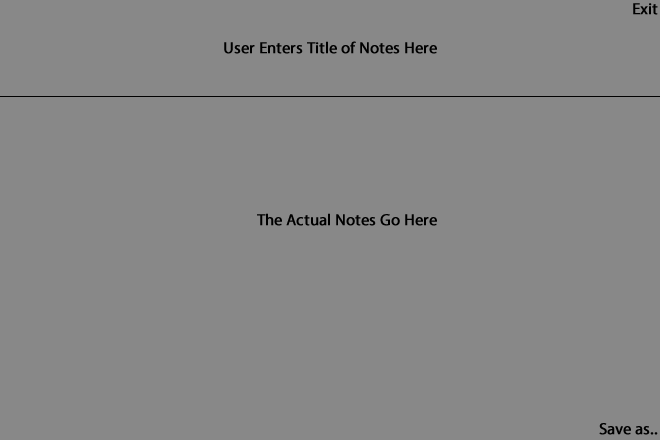 Exit
User Enters Title of Notes Here
The Actual Notes Go Here
Save as..